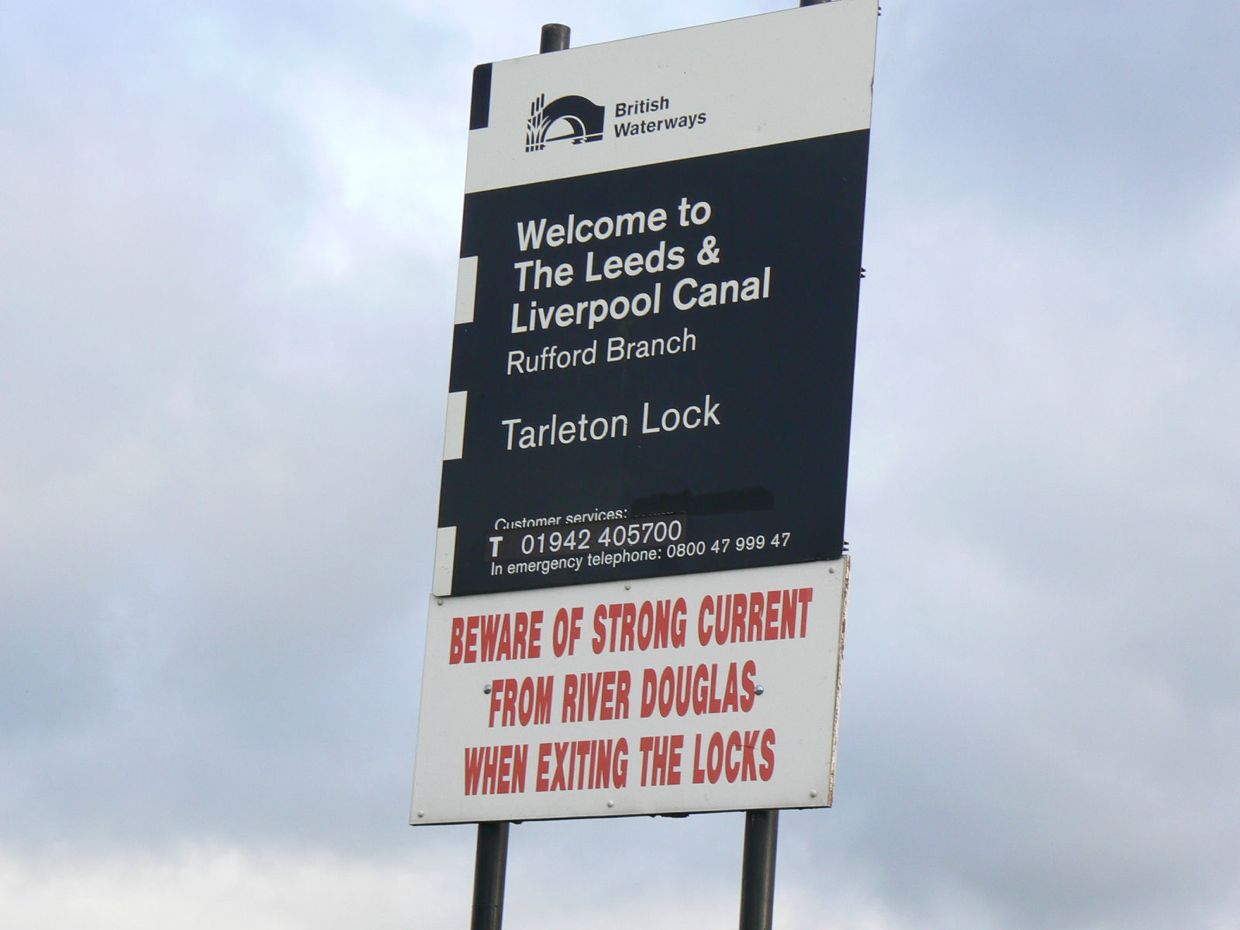 British
Waterways
Welcome to
The Leeds &
Liverpool Canal
Rufford Branch
Tarleton Lock
Customer services:
T 01942 405700
In emergency telephone: 0800 47 999 47
BEWARE OF STRONG CURRENT
FROM RIVER DOUGLAS
WHEN EXITING THE LOCKS